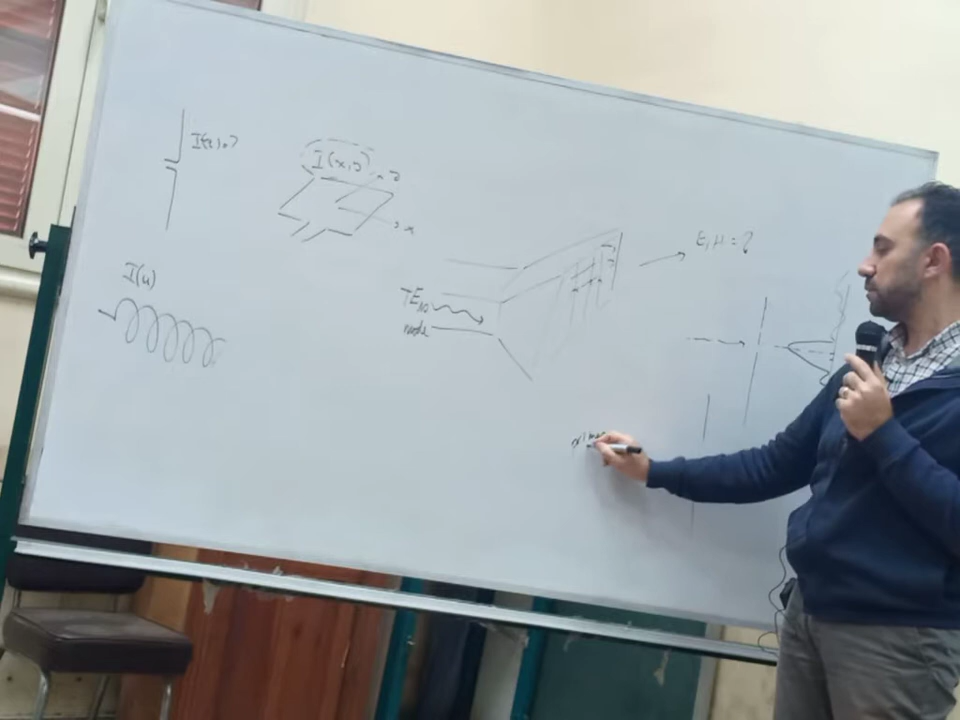 I(z),?
I(x,z)
z
x
I(u)
TE₁₀
mode
E, H = ?